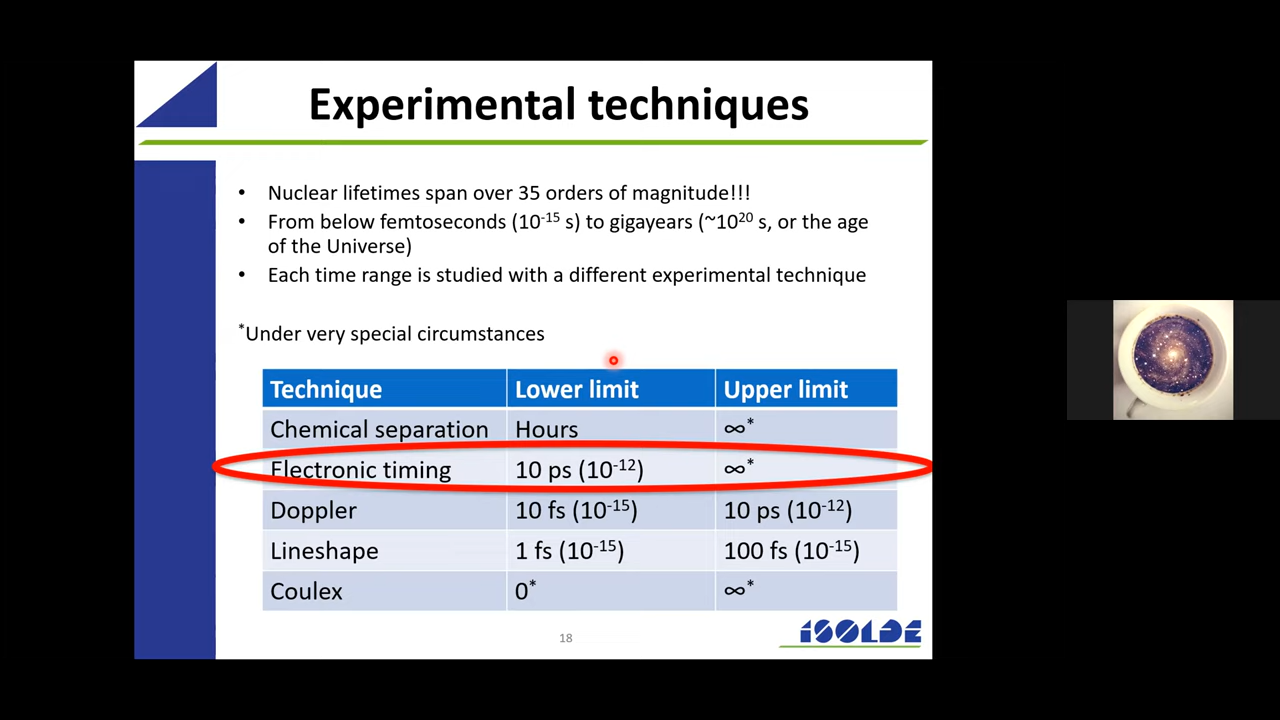 Experimental techniques
• Nuclear lifetimes span over 35 orders of magnitude!!!
• From below femtoseconds (10⁻¹⁵ s) to gigayears (~10²⁰ s, or the age
of the Universe)
• Each time range is studied with a different experimental technique
*Under very special circumstances
Technique Lower limit Upper limit
Chemical separation Hours ∞*
Electronic timing 10 ps (10⁻¹²) ∞*
Doppler 10 fs (10⁻¹⁵) 10 ps (10⁻¹²)
Lineshape 1 fs (10⁻¹⁵) 100 fs (10⁻¹⁵)
Coulex 0* ∞*
18
ISOLDE